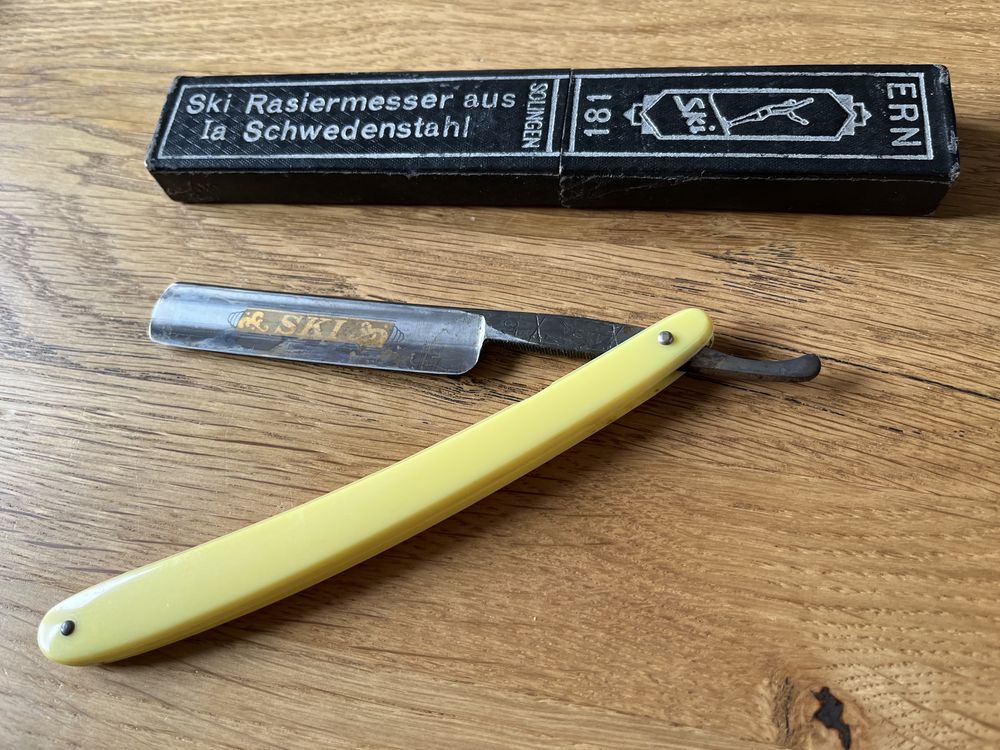 Ski Rasiermesser aus
Ia Schwedenstahl
SOLINGEN
181
Ski
ERN
SKI